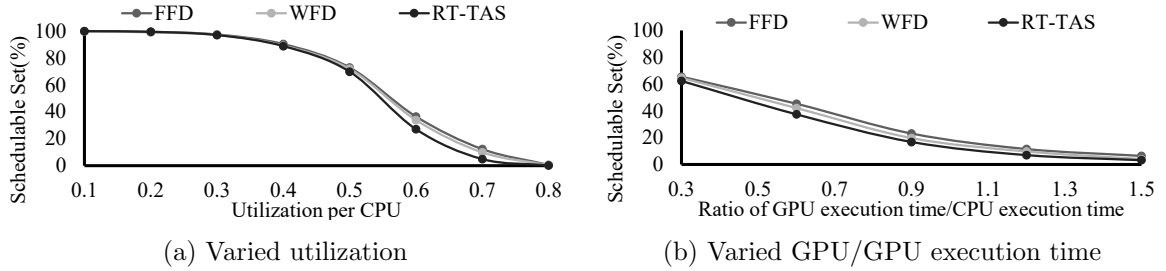 FFD WFD RT-TAS
Schedulable Set(%)
100
80
60
40
20
0
0.1 0.2 0.3 0.4 0.5 0.6 0.7 0.8
Utilization per CPU
(a) Varied utilization
FFD WFD RT-TAS
Schedulable Set(%)
100
80
60
40
20
0
0.3 0.5 0.7 0.9 1.1 1.3 1.5
Ratio of GPU execution time/CPU execution time
(b) Varied GPU/GPU execution time